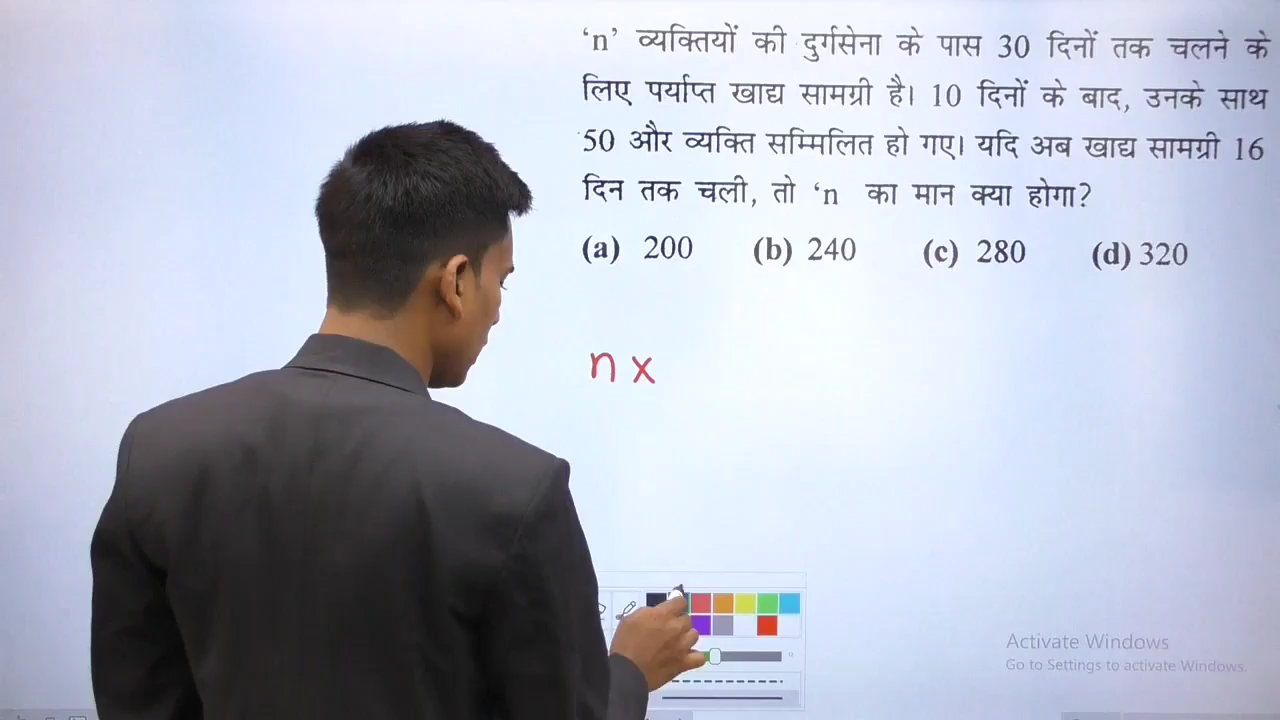 ‘n’ व्यक्तियों की दुर्गसेना के पास 30 दिनों तक चलने के
लिए पर्याप्त खाद्य सामग्री है। 10 दिनों के बाद, उनके साथ
50 और व्यक्ति सम्मिलित हो गए। यदि अब खाद्य सामग्री 16
दिन तक चली, तो ‘n का मान क्या होगा?
(a) 200 (b) 240 (c) 280 (d) 320
n x
Activate Windows
Go to Settings to activate Windows.